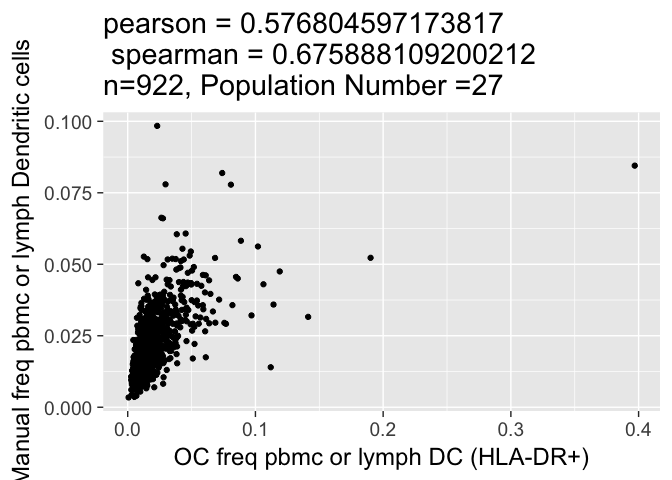 pearson = 0.576804597173817
spearman = 0.675888109200212
n=922, Population Number =27
Manual freq pbmc or lymph Dendritic cells
0.100
0.075
0.050
0.025
0.000
0.0 0.1 0.2 0.3 0.4
OC freq pbmc or lymph DC (HLA-DR+)